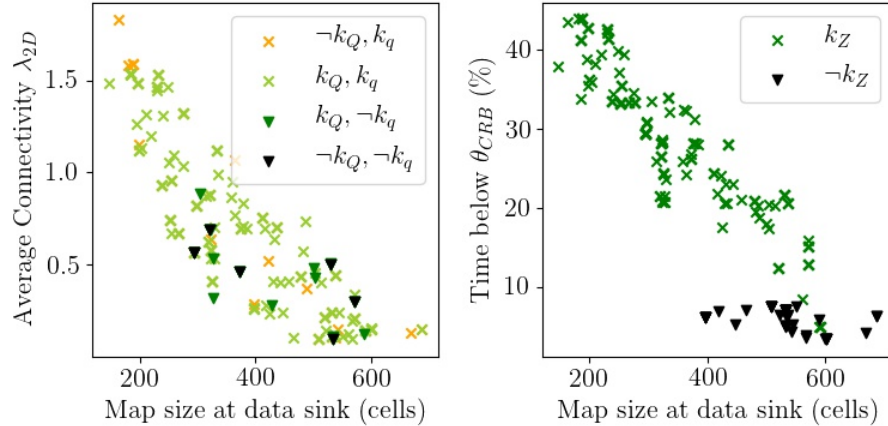 Average Connectivity λ2D
1.5
1.0
0.5
200
400
600
Map size at data sink (cells)
¬kQ, kq
kQ, kq
kQ, ¬kq
¬kQ, ¬kq
Time below θCRB (%)
40
30
20
10
200
400
600
Map size at data sink (cells)
kZ
¬kZ